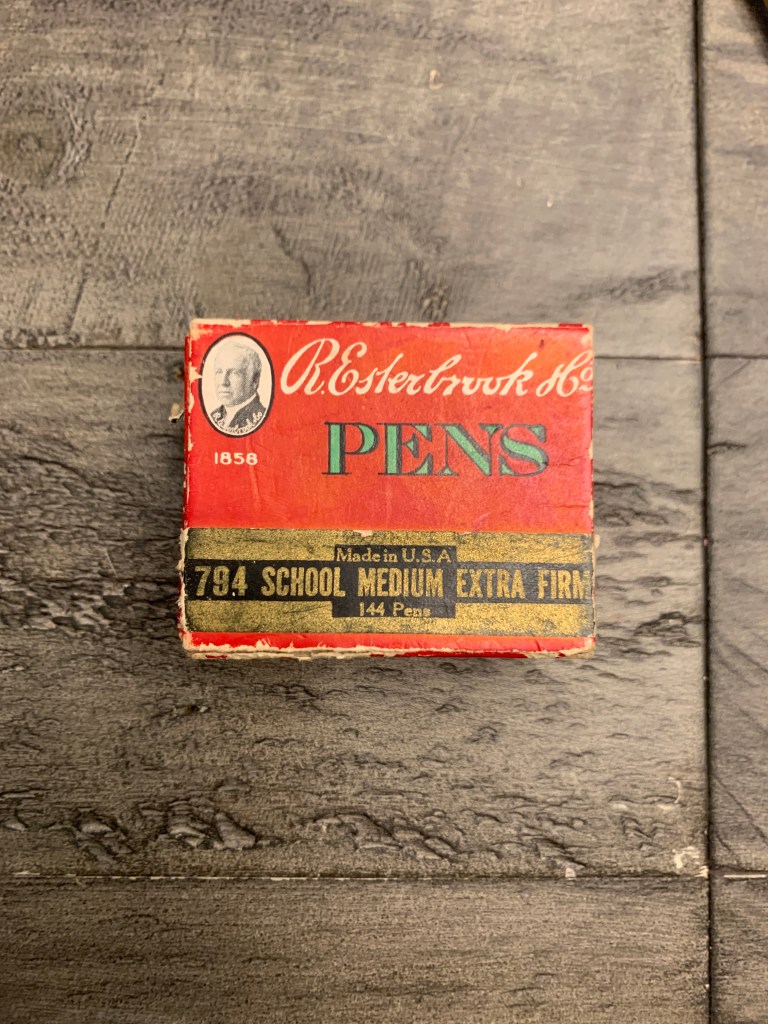 R. Esterbrook & Co
PENS
1858
Made in U.S.A
794 SCHOOL MEDIUM EXTRA FIRM
144 Pens